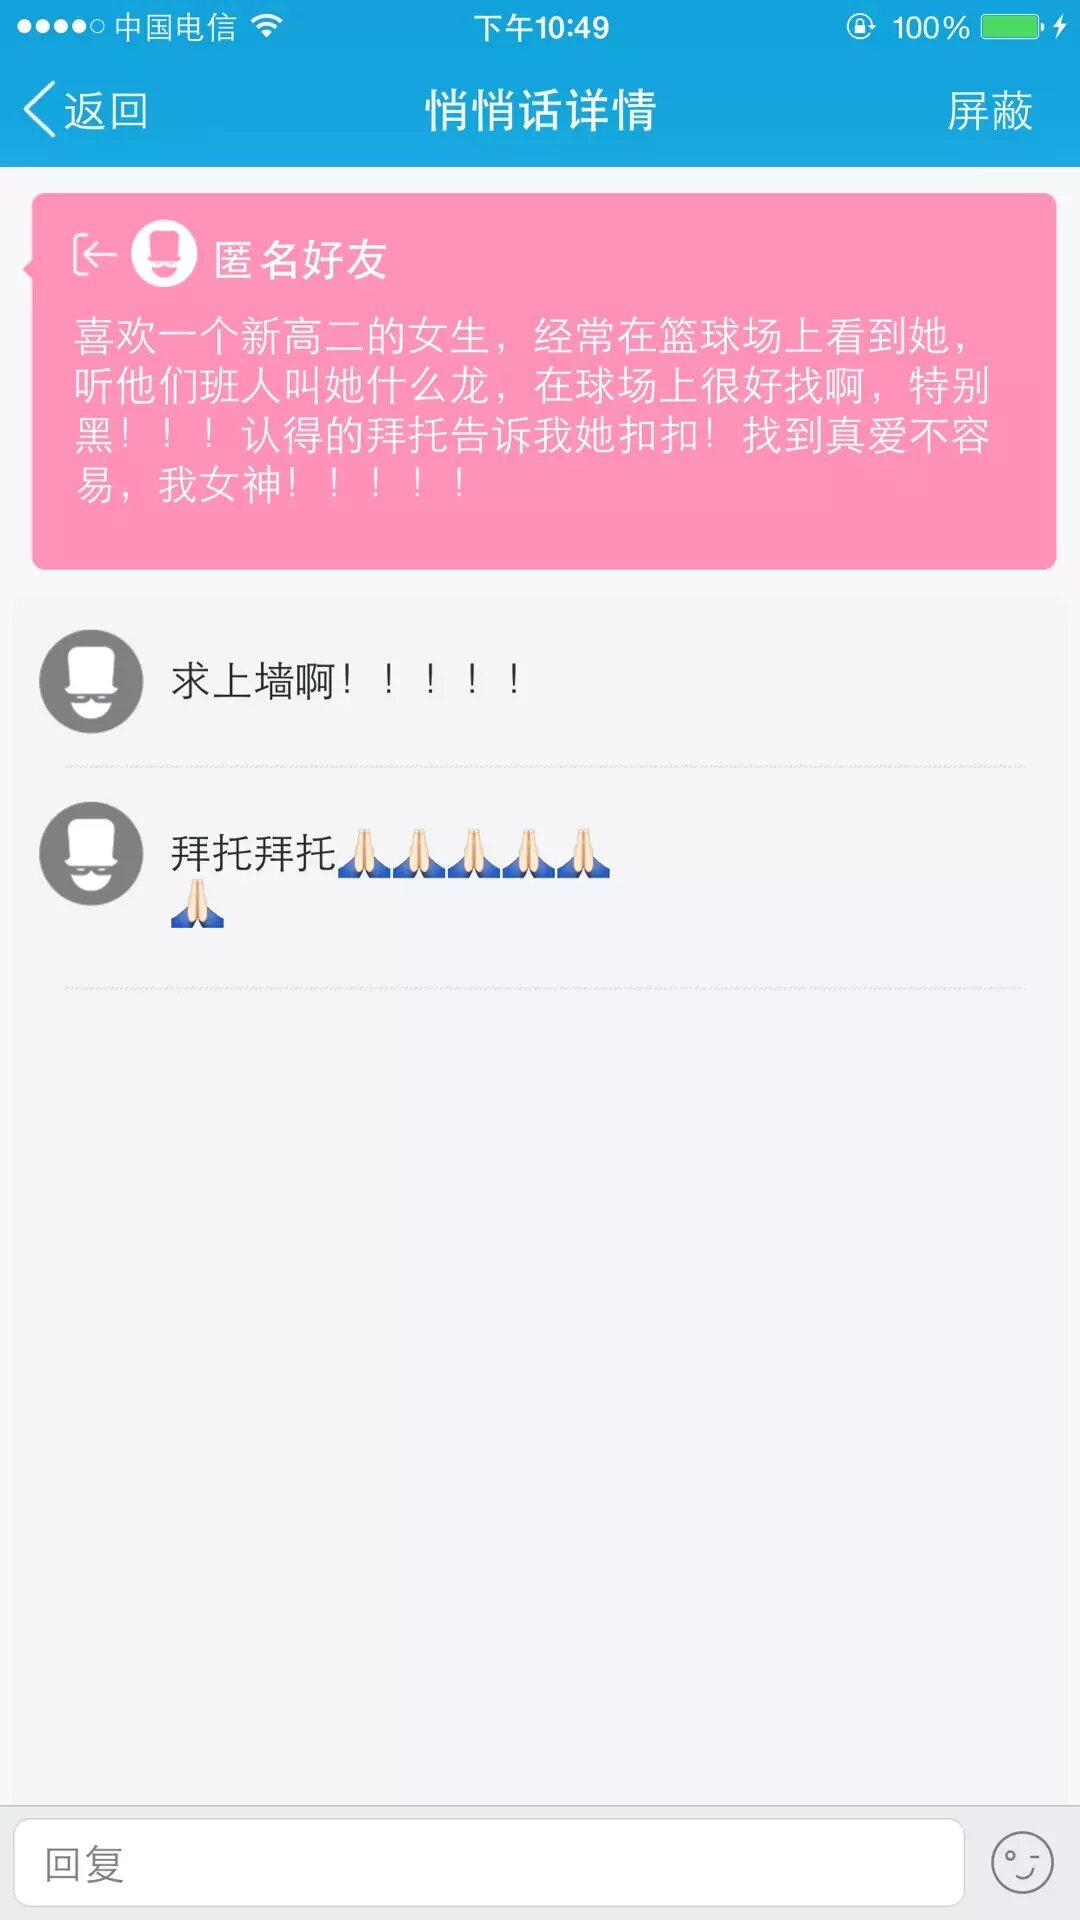 中国电信 下午10:49 100%
返回 悄悄话详情 屏蔽
匿名好友
喜欢一个新高二的女生，经常在篮球场上看到她，
听他们班人叫她什么龙，在球场上很好找啊，特别
黑！！！认得的拜托告诉我她扣扣！找到真爱不容
易，我女神！！！！！
求上墙啊！！！！！
拜托拜托🙏🏻🙏🏻🙏🏻🙏🏻🙏🏻
🙏🏻
回复